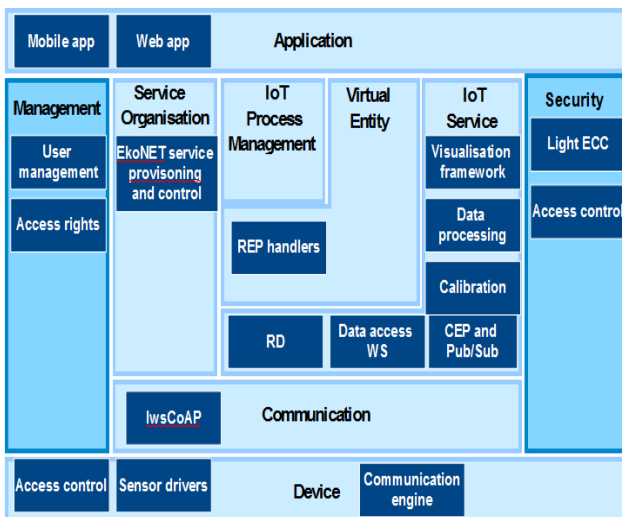 Mobile app
Web app
Application
Management
User
management
Access rights
Service
Organisation
EkoNET service
provisoning
and control
IoT
Process
Management
Virtual
Entity
REP handlers
IoT
Service
Visualisation
framework
Data
processing
Calibration
RD
Data access
WS
CEP and
Pub/Sub
Security
Light ECC
Access control
lwsCoAP
Communication
Access control
Sensor drivers
Device
Communication
engine